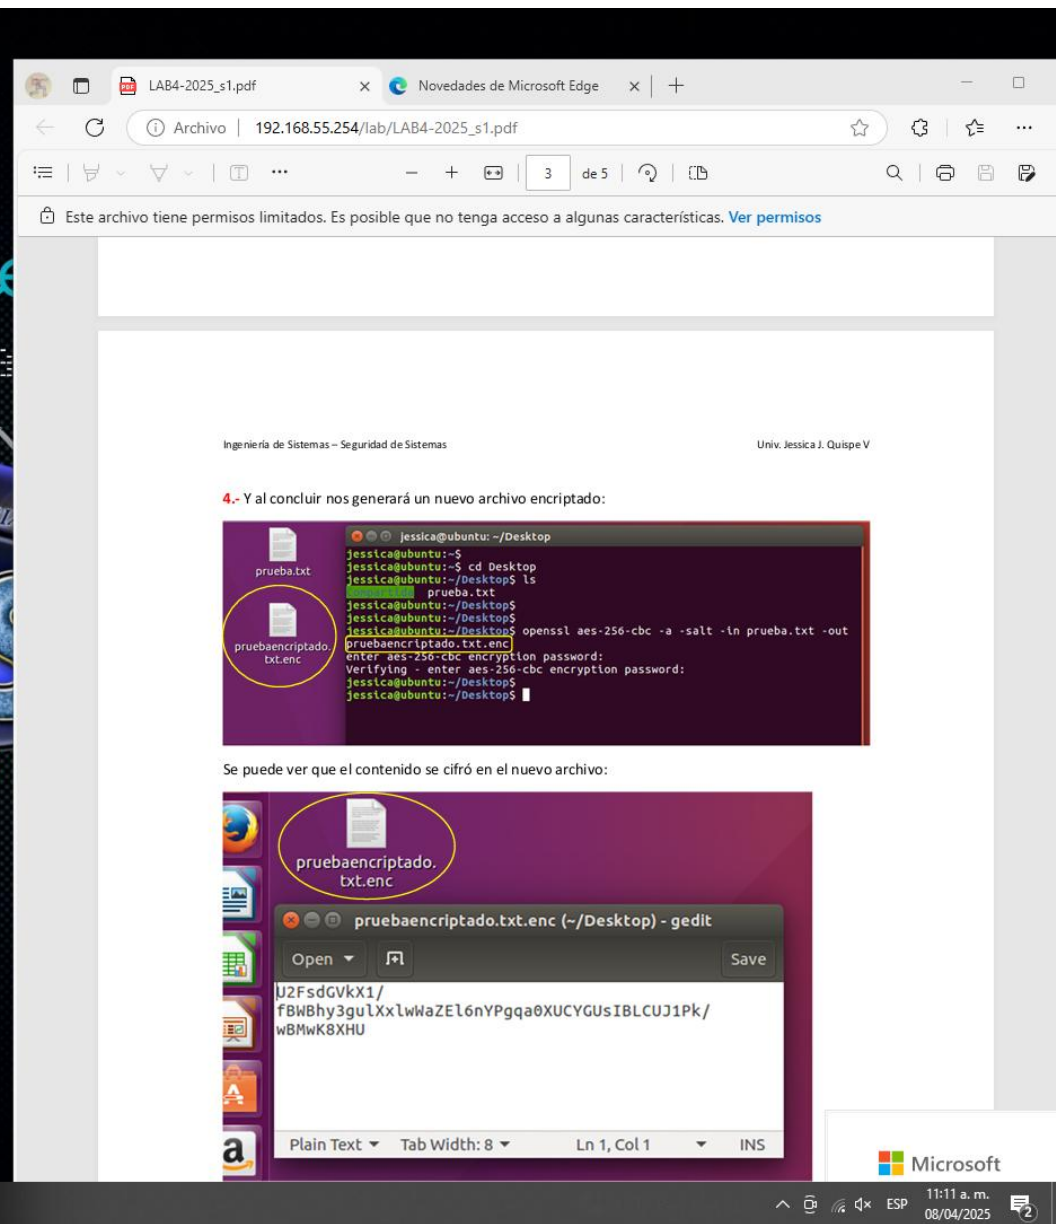 LAB4-2025_s1.pdf
Novedades de Microsoft Edge
Archivo
192.168.55.254/lab/LAB4-2025_s1.pdf
3 de 5
Este archivo tiene permisos limitados. Es posible que no tenga acceso a algunas características. Ver permisos
Ingeniería de Sistemas – Seguridad de Sistemas
Univ. Jessica J. Quispe V
4.- Y al concluir nos generará un nuevo archivo encriptado:
prueba.txt
pruebaencriptado.
txt.enc
jessica@ubuntu: ~/Desktop
jessica@ubuntu:~$
jessica@ubuntu:~$ cd Desktop
jessica@ubuntu:~/Desktop$ ls
Compartida prueba.txt
jessica@ubuntu:~/Desktop$
jessica@ubuntu:~/Desktop$
jessica@ubuntu:~/Desktop$ openssl aes-256-cbc -a -salt -in prueba.txt -out
pruebaencriptado.txt.enc
enter aes-256-cbc encryption password:
Verifying - enter aes-256-cbc encryption password:
jessica@ubuntu:~/Desktop$
jessica@ubuntu:~/Desktop$
Se puede ver que el contenido se cifró en el nuevo archivo:
pruebaencriptado.
txt.enc
pruebaencriptado.txt.enc (~/Desktop) - gedit
Open
Save
U2FsdGVkX1/
fBWBhy3gulXxlwWaZEl6nYPgqa0XUCYGUsIBLCUJ1Pk/
wBMwK8XHU
Plain Text
Tab Width: 8
Ln 1, Col 1
INS
Microsoft
ESP
11:11 a. m.
08/04/2025
2